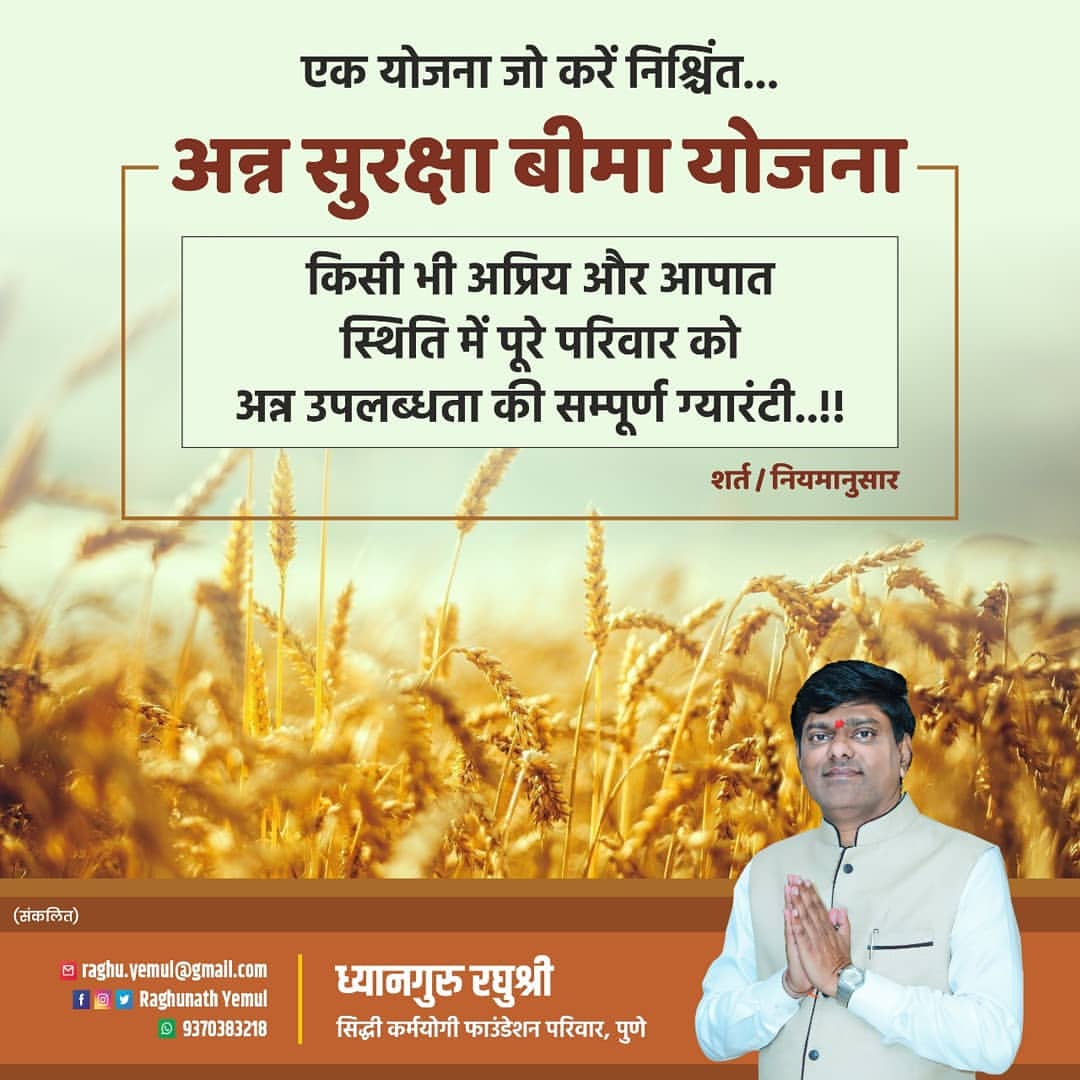 एक योजना जो करें निश्चिंत...
अन्न सुरक्षा बीमा योजना
किसी भी अप्रिय और आपात
स्थिति में पूरे परिवार को
अन्न उपलब्धता की सम्पूर्ण ग्यारंटी..!!
शर्त / नियमानुसार
(संकलित)
raghu.yemul@gmail.com
Raghunath Yemul
9370383218
ध्यानगुरु रघुश्री
सिद्धी कर्मयोगी फाउंडेशन परिवार, पुणे